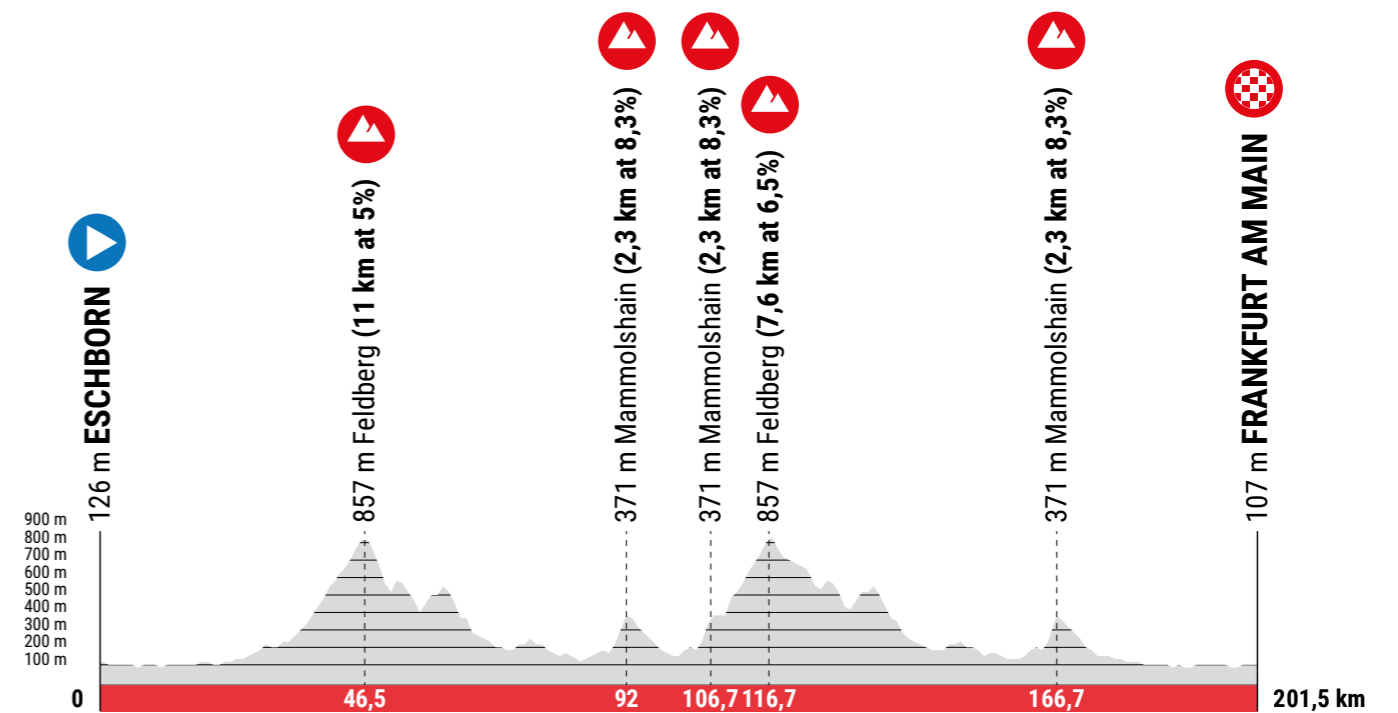 126 m ESCHBORN
857 m Feldberg (11 km at 5%)
371 m Mammolshain (2,3 km at 8,3%)
371 m Mammolshain (2,3 km at 8,3%)
857 m Feldberg (7,6 km at 6,5%)
371 m Mammolshain (2,3 km at 8,3%)
107 m FRANKFURT AM MAIN
900 m
800 m
700 m
600 m
500 m
400 m
300 m
200 m
100 m
0 46,5 92 106,7 116,7 166,7 201,5 km